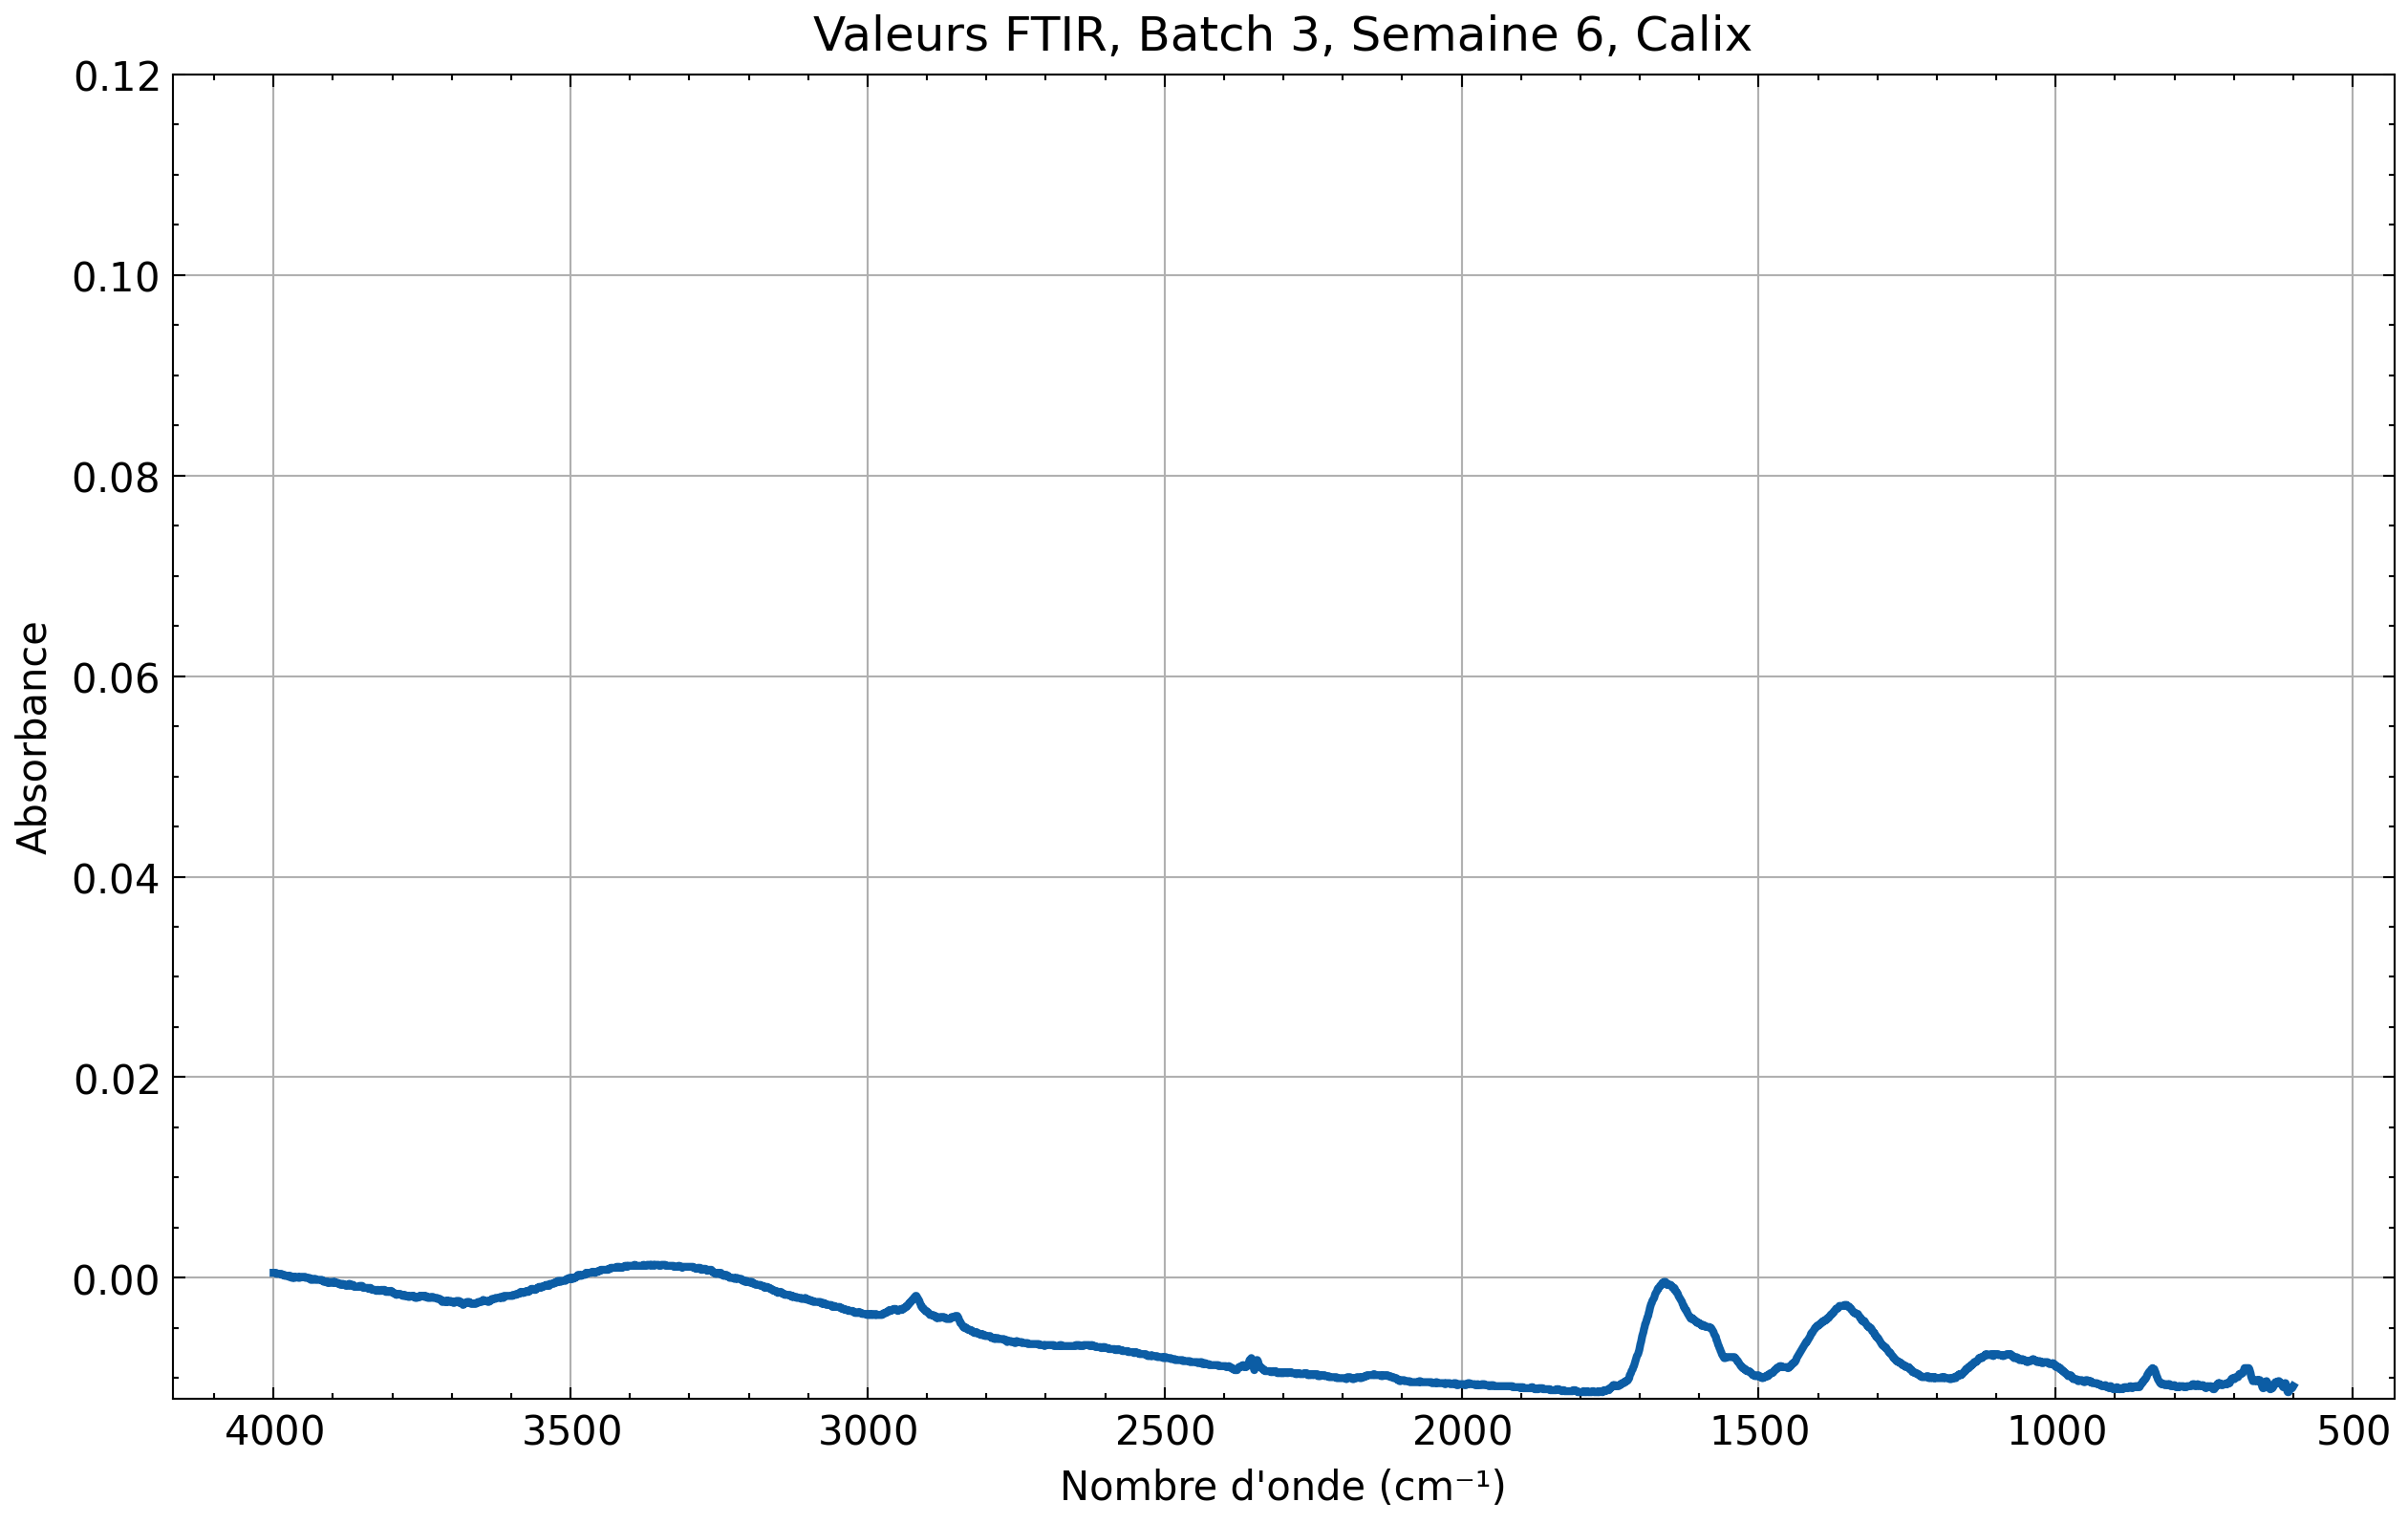 Valeurs FTIR, Batch 3, Semaine 6, Calix
0.12
0.10
0.08
0.06
0.04
0.02
0.00
Absorbance
4000 3500 3000 2500 2000 1500 1000 500
Nombre d'onde (cm⁻¹)